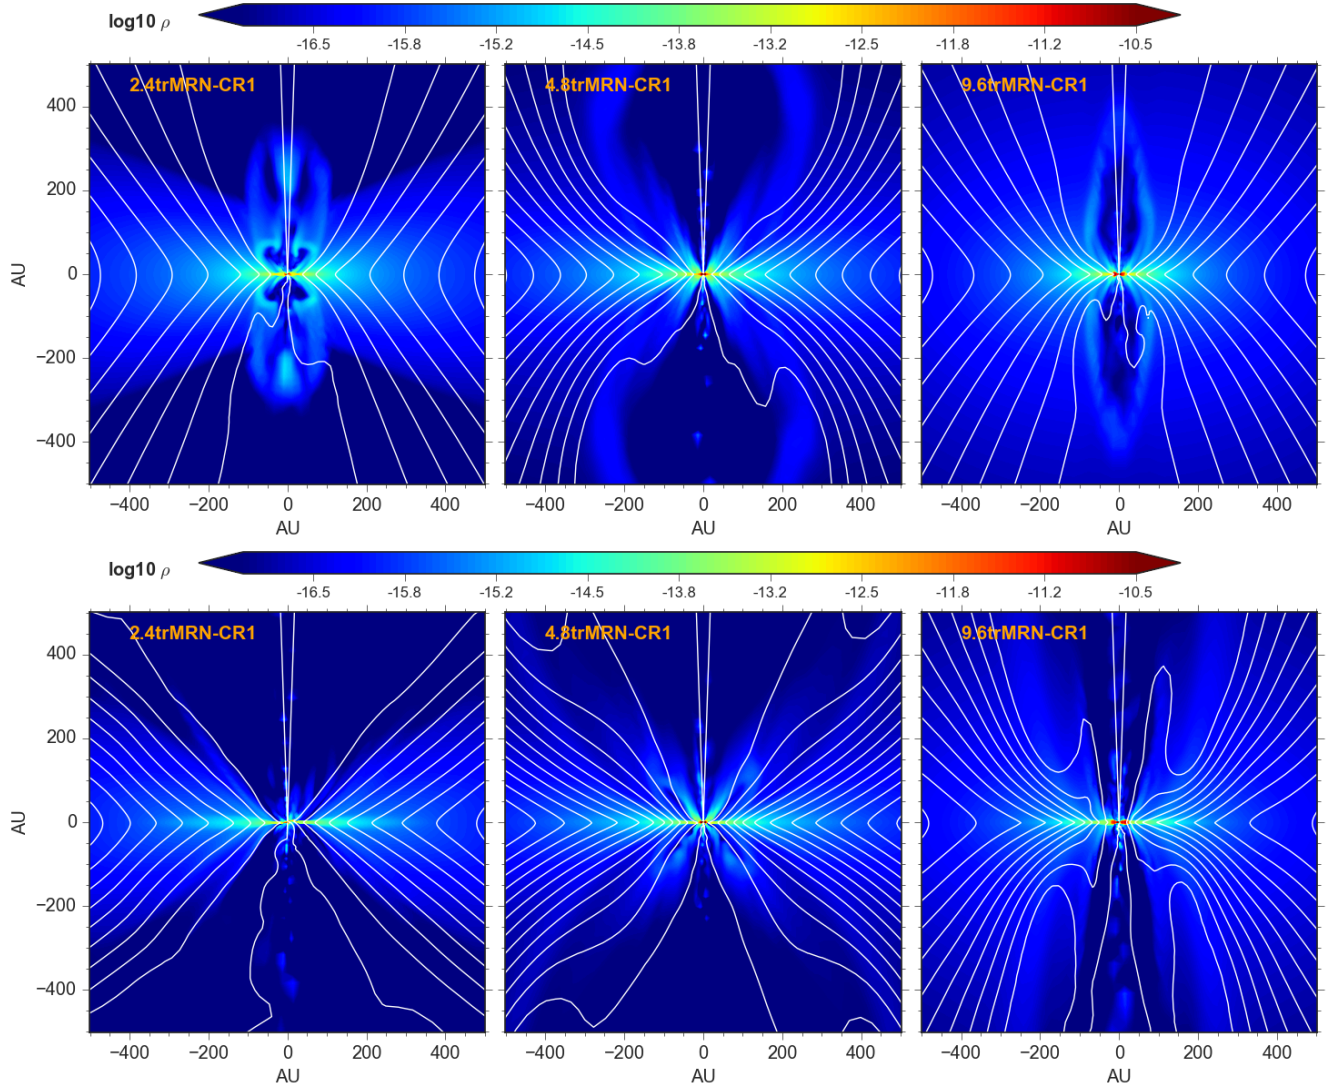 log10 ρ
-16.5 -15.8 -15.2 -14.5 -13.8 -13.2 -12.5 -11.8 -11.2 -10.5
2.4trMRN-CR1 4.8trMRN-CR1 9.6trMRN-CR1
400
200
0
−200
−400
AU
−400 −200 0 200 400 −400 −200 0 200 400 −400 −200 0 200 400
AU AU AU
log10 ρ
-16.5 -15.8 -15.2 -14.5 -13.8 -13.2 -12.5 -11.8 -11.2 -10.5
2.4trMRN-CR1 4.8trMRN-CR1 9.6trMRN-CR1
400
200
0
−200
−400
AU
−400 −200 0 200 400 −400 −200 0 200 400 −400 −200 0 200 400
AU AU AU